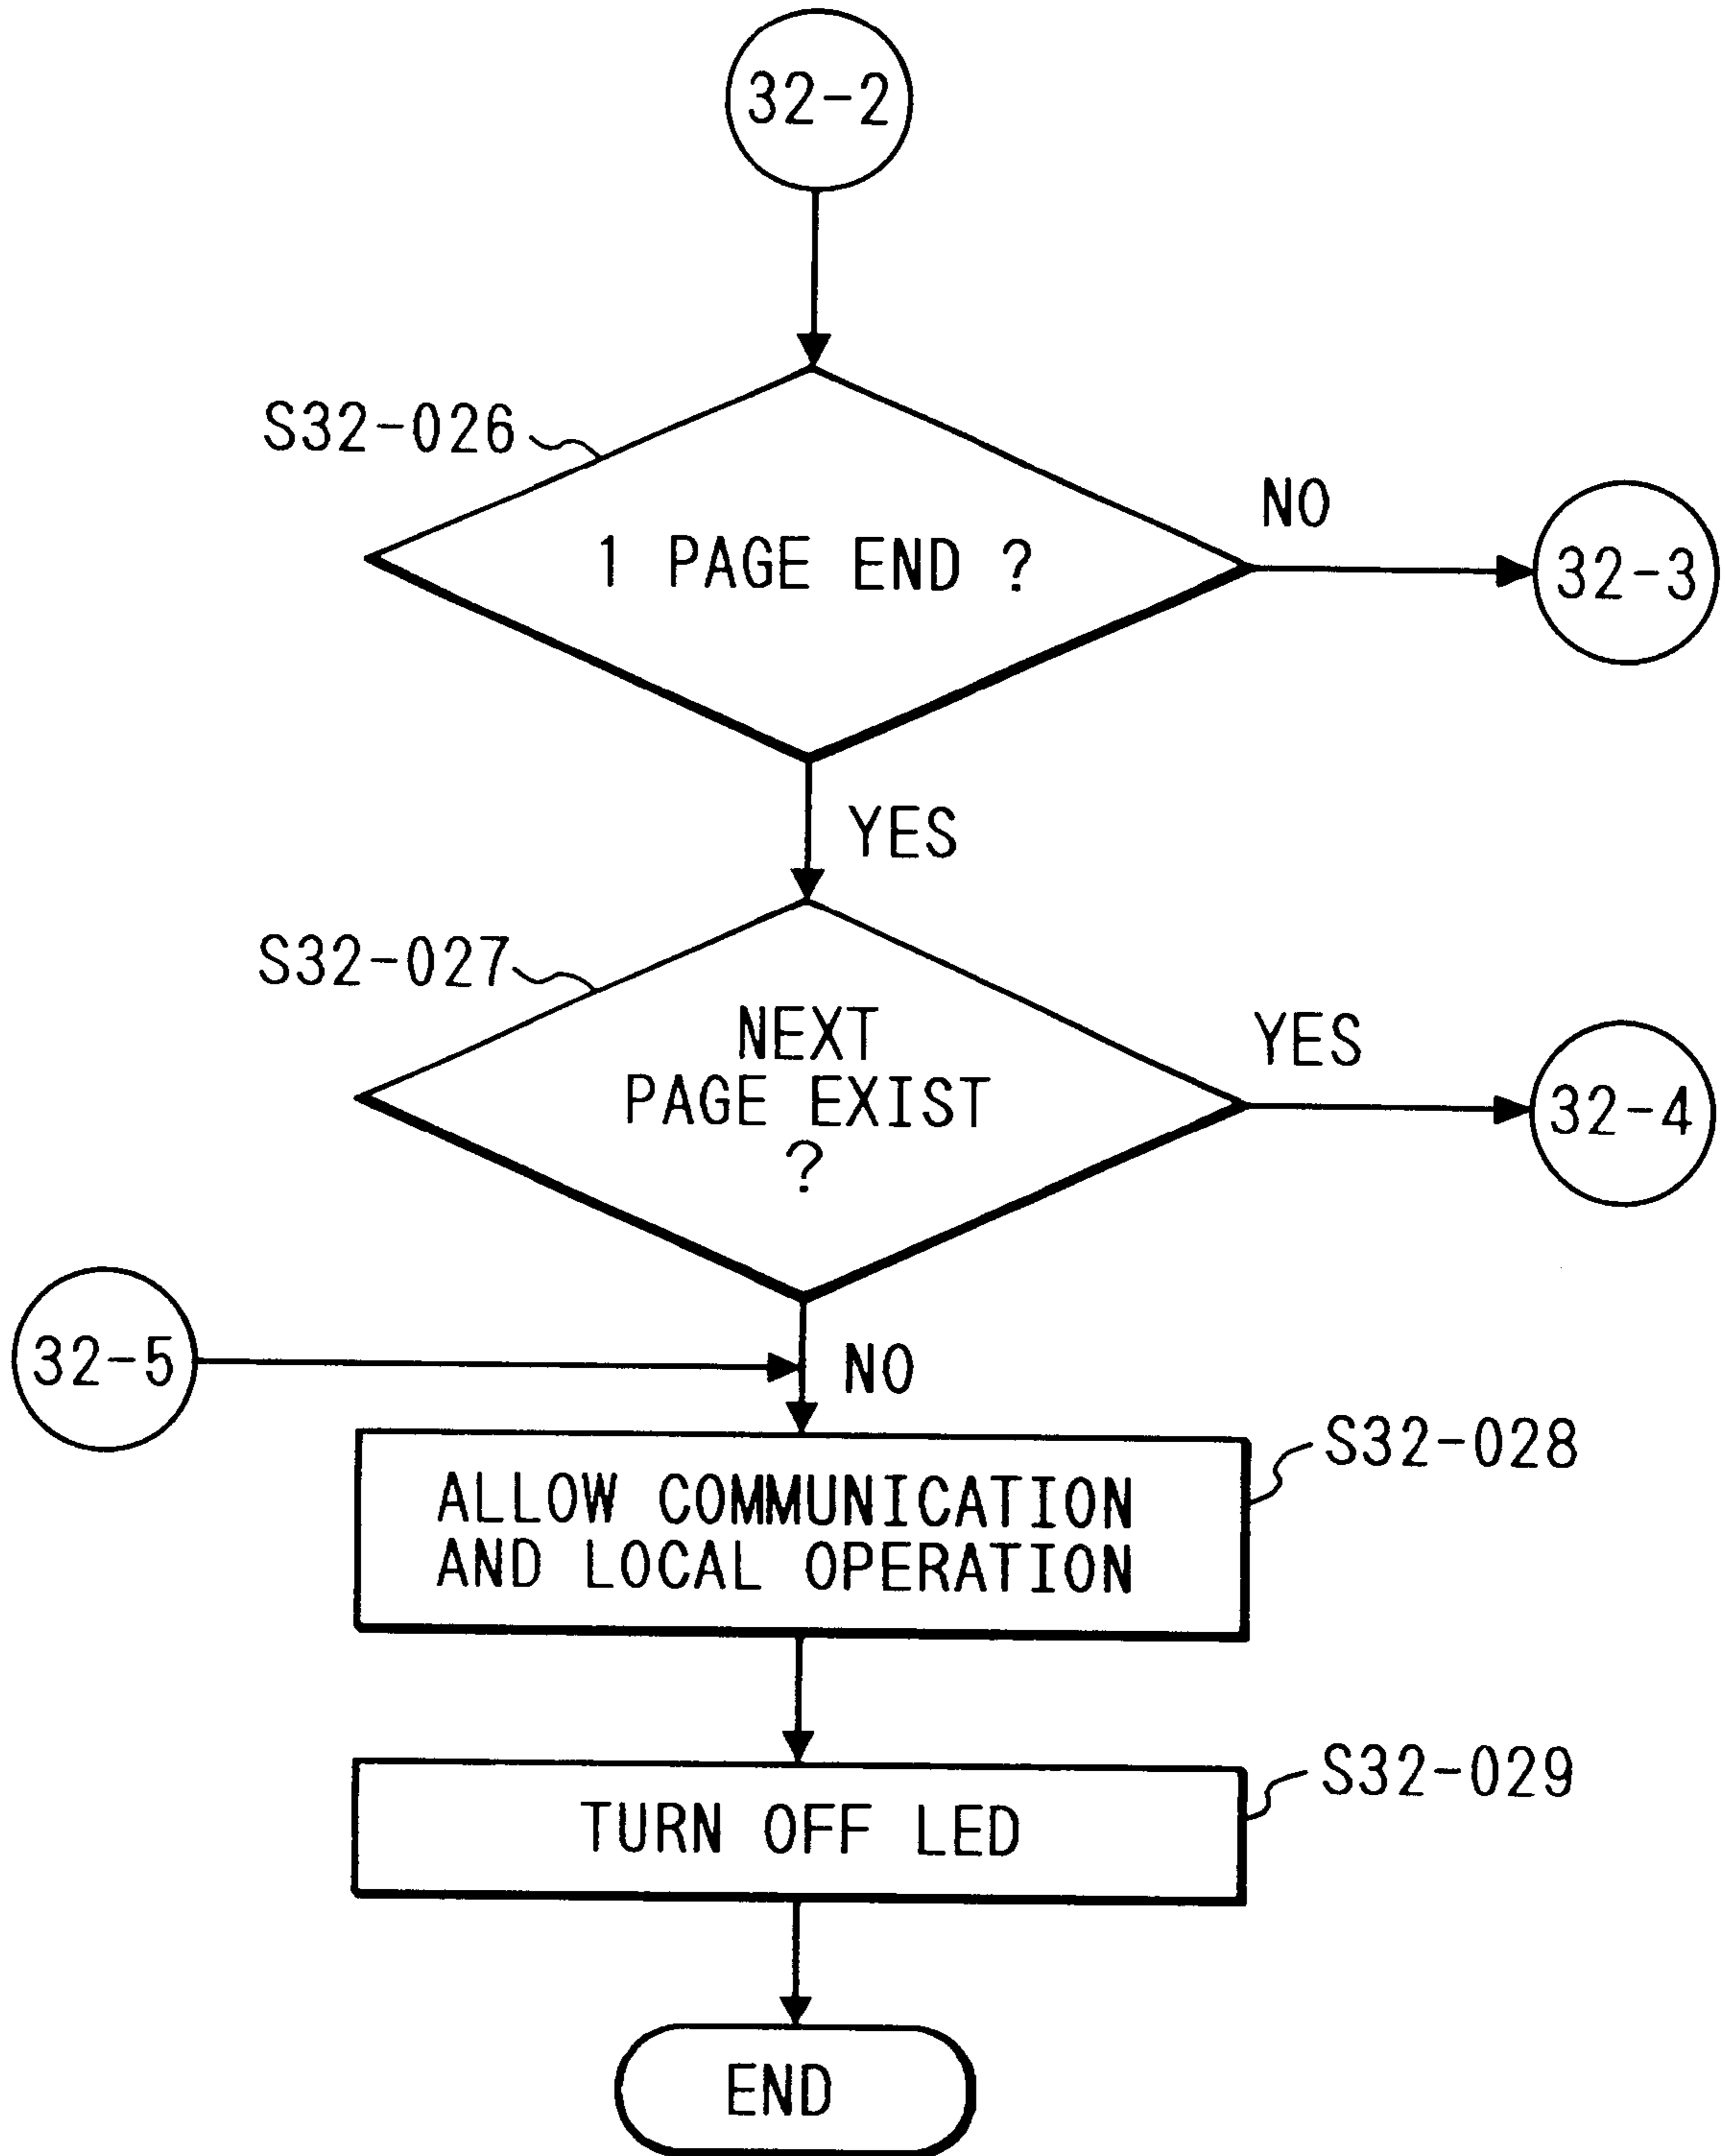 32-2
S32-026
NO
1 PAGE END ?
32-3
YES
S32-027
NEXT
PAGE EXIST
?
YES
32-4
32-5
NO
S32-028
ALLOW COMMUNICATION
AND LOCAL OPERATION
S32-029
TURN OFF LED
END